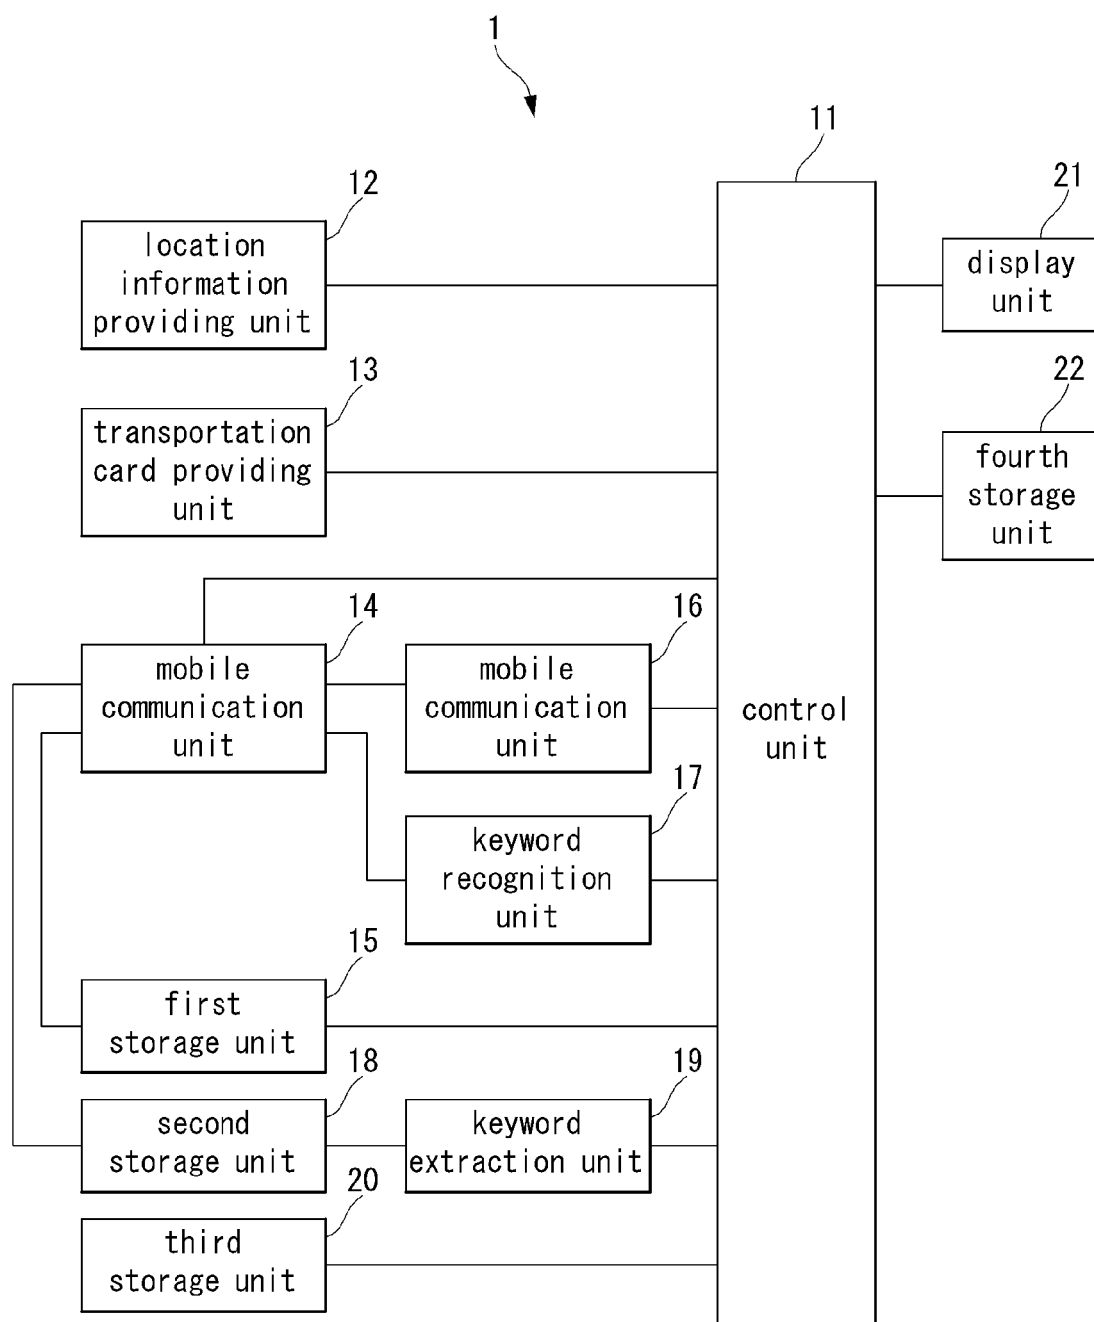 1
11
12
location
information
providing unit
21
display
unit
13
transportation
card providing
unit
22
fourth
storage
unit
14
mobile
communication
unit
16
mobile
communication
unit
control
unit
17
keyword
recognition
unit
15
first
storage unit
18
second
storage unit
19
keyword
extraction unit
20
third
storage unit